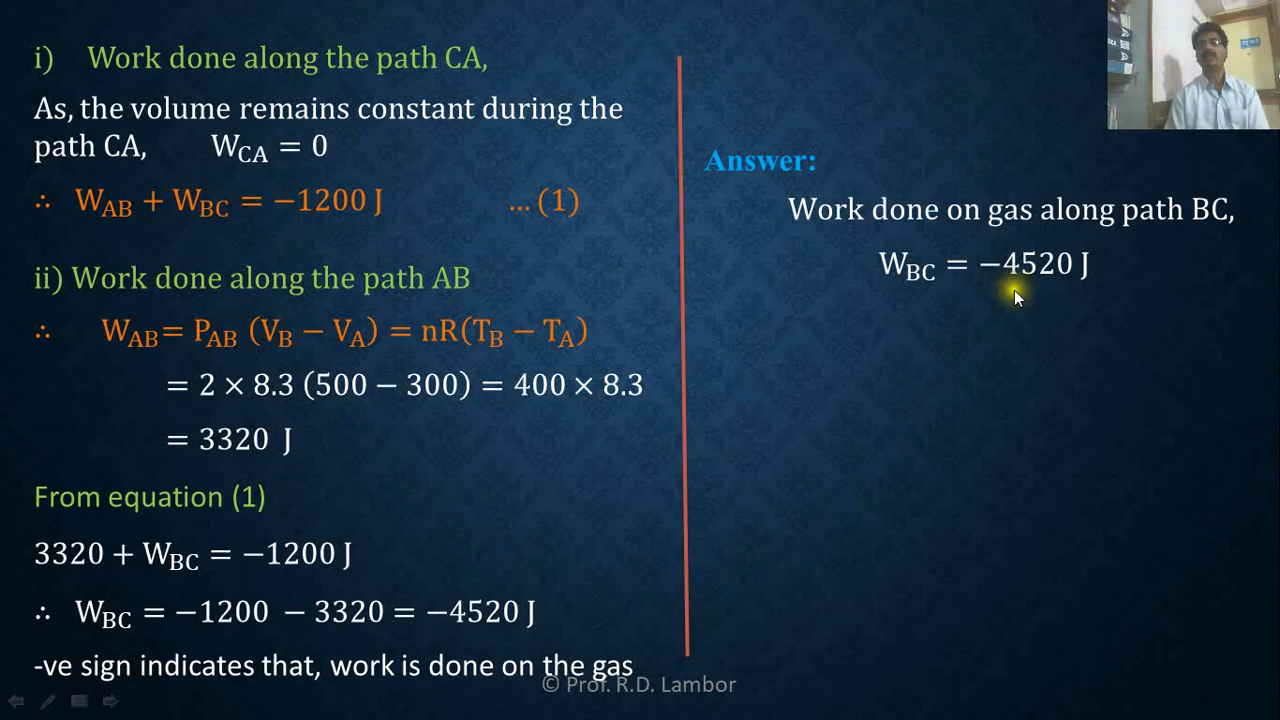 i) Work done along the path CA,
As, the volume remains constant during the
path CA, W_CA = 0
∴ W_AB + W_BC = −1200 J … (1)
ii) Work done along the path AB
∴ W_AB= P_AB (V_B − V_A) = nR(T_B − T_A)
= 2 × 8.3 (500 − 300) = 400 × 8.3
= 3320 J
From equation (1)
3320 + W_BC = −1200 J
∴ W_BC = −1200 − 3320 = −4520 J
-ve sign indicates that, work is done on the gas
Answer:
Work done on gas along path BC,
W_BC = −4520 J
© Prof. R.D. Lambor